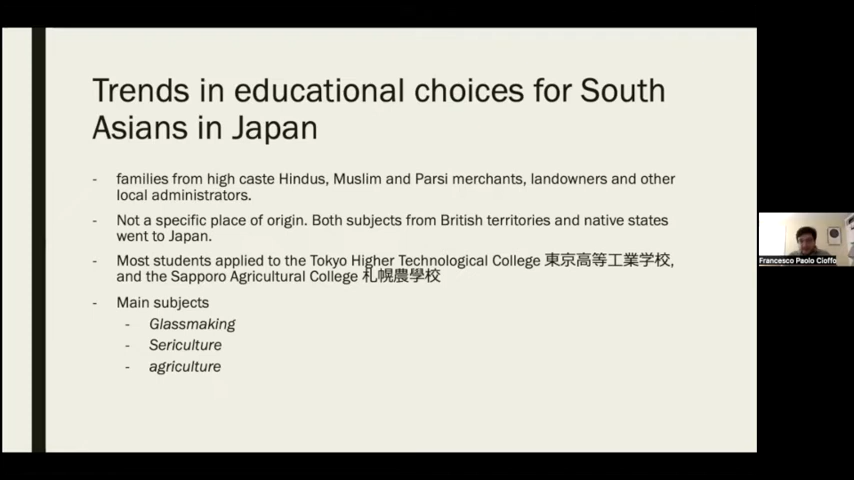 Trends in educational choices for South
Asians in Japan
- families from high caste Hindus, Muslim and Parsi merchants, landowners and other
local administrators.
- Not a specific place of origin. Both subjects from British territories and native states
went to Japan.
- Most students applied to the Tokyo Higher Technological College 東京高等工業学校,
and the Sapporo Agricultural College 札幌農學校
- Main subjects
- Glassmaking
- Sericulture
- agriculture
Francesco Paolo Cioffo